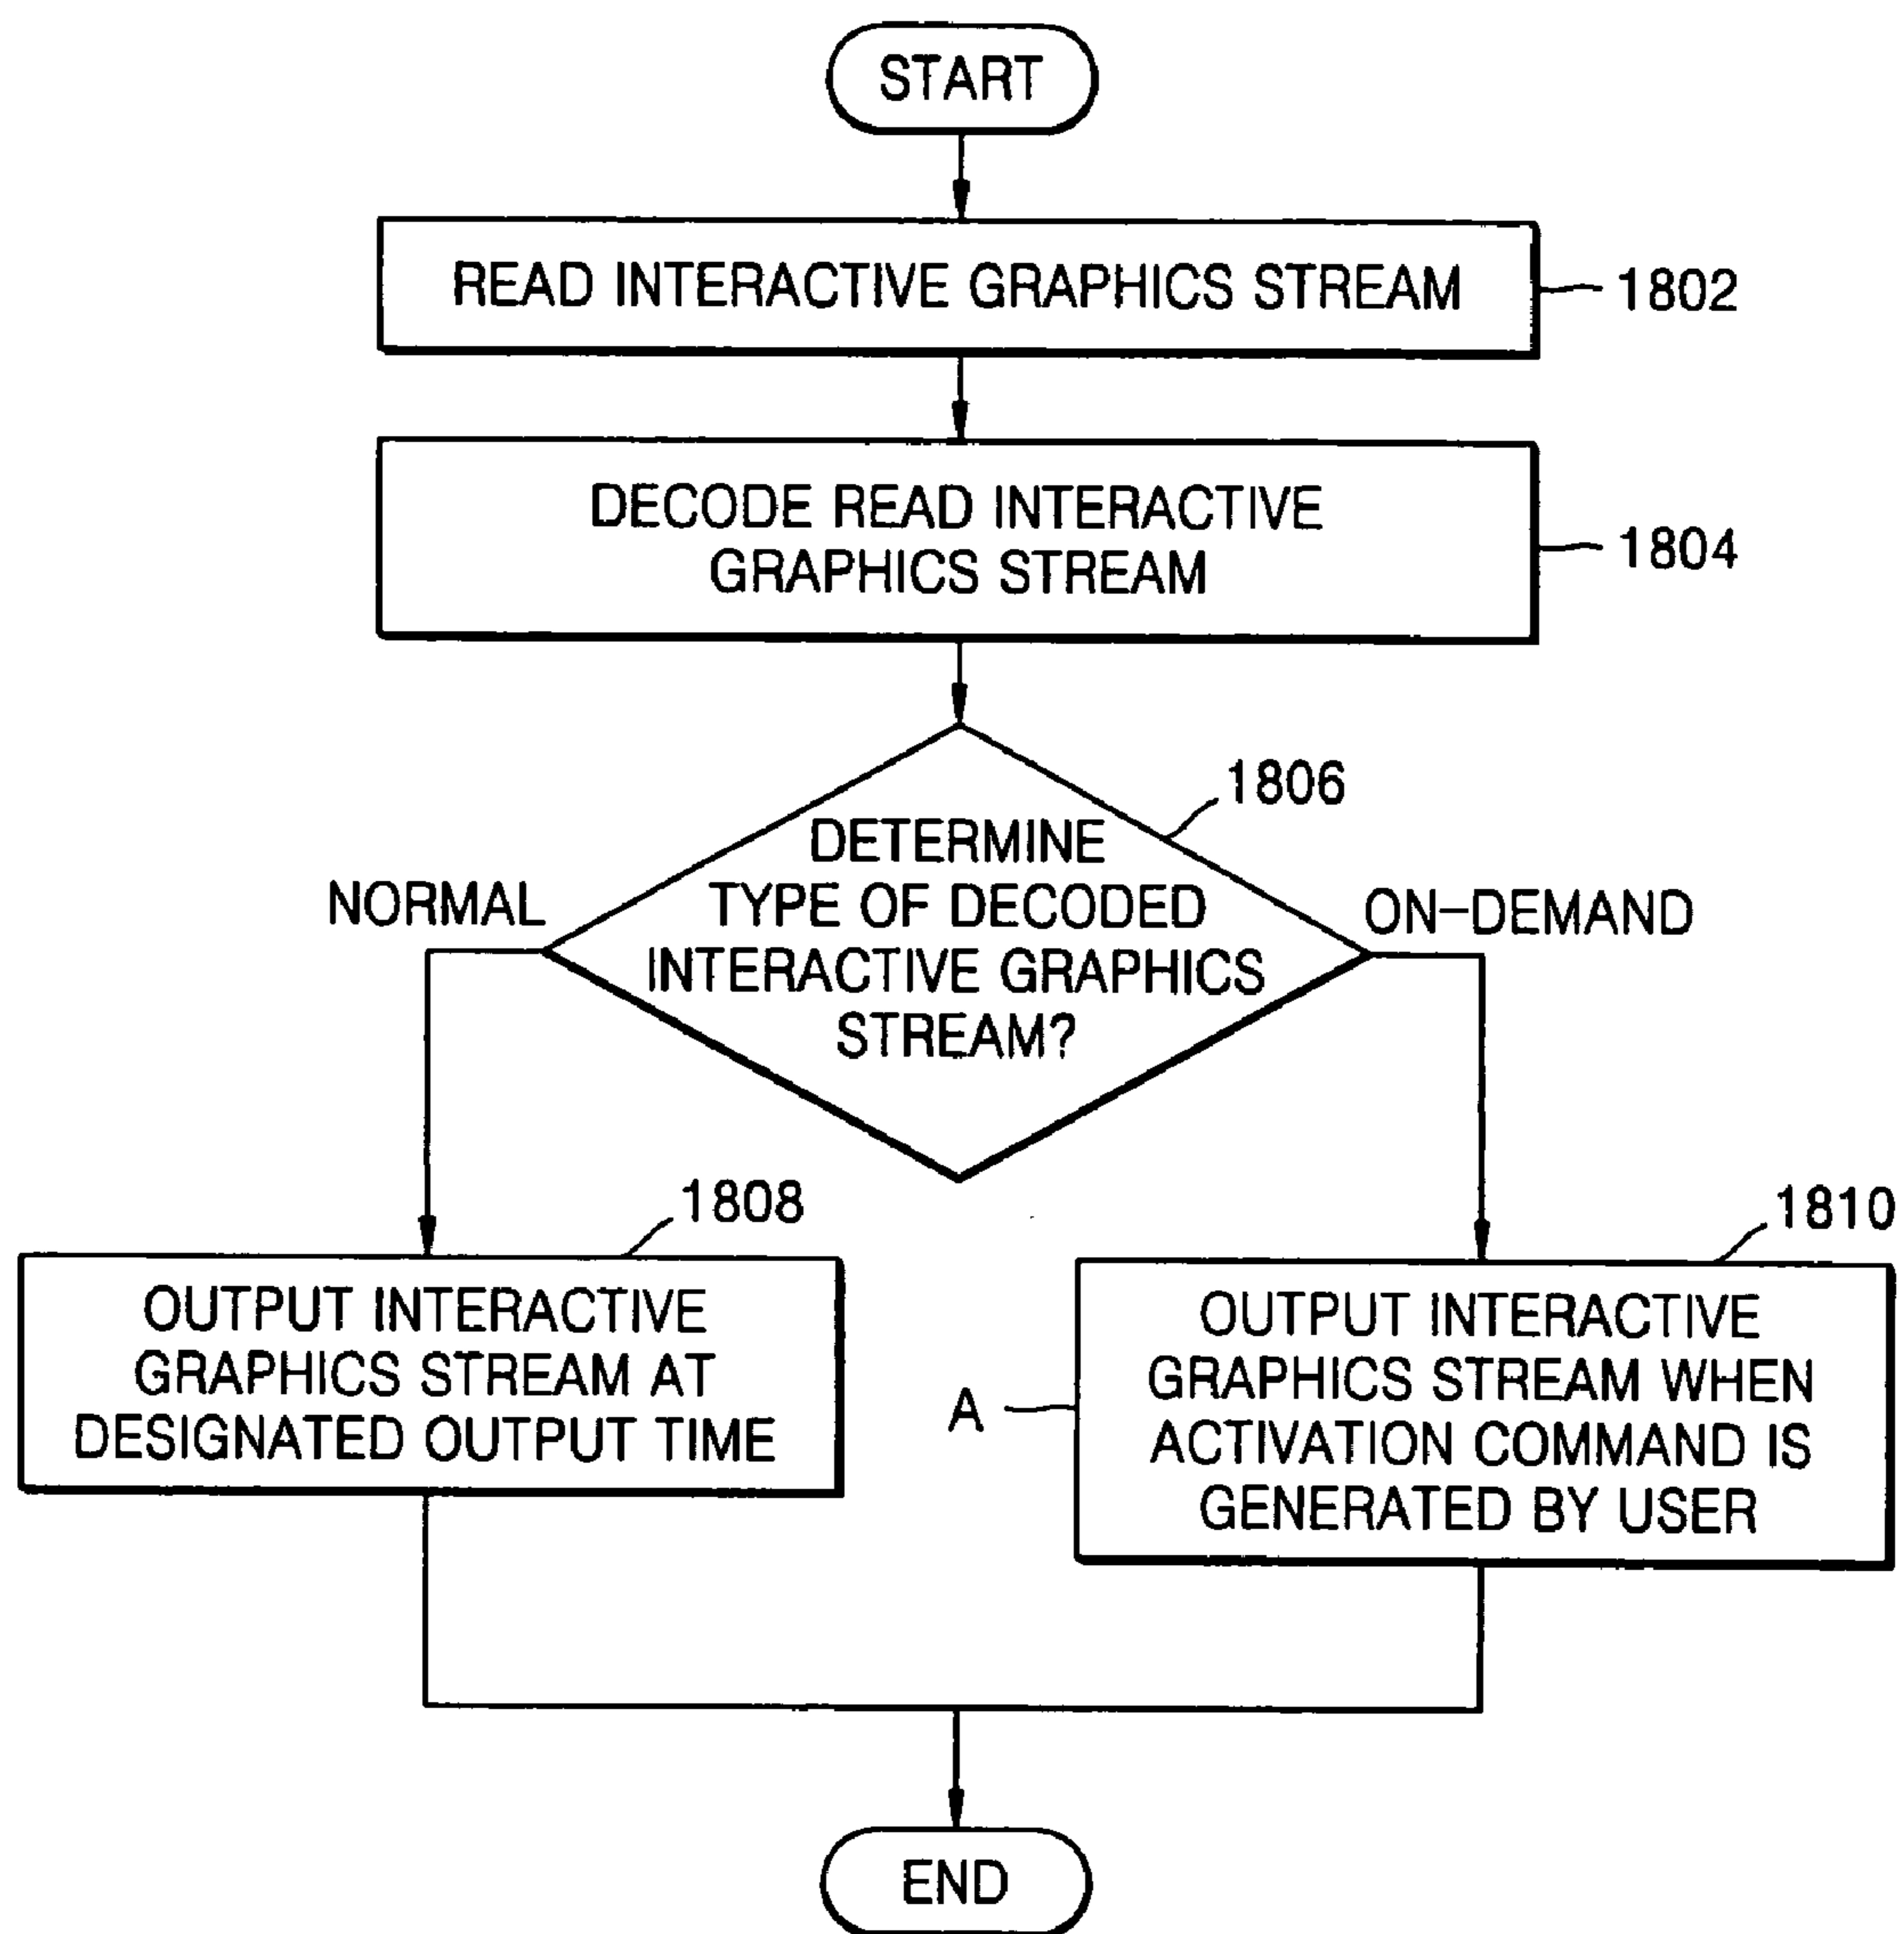 START
READ INTERACTIVE GRAPHICS STREAM
1802
DECODE READ INTERACTIVE
GRAPHICS STREAM
1804
1806
DETERMINE
TYPE OF DECODED
INTERACTIVE GRAPHICS
STREAM?
NORMAL
ON-DEMAND
1808
OUTPUT INTERACTIVE
GRAPHICS STREAM AT
DESIGNATED OUTPUT TIME
1810
A
OUTPUT INTERACTIVE
GRAPHICS STREAM WHEN
ACTIVATION COMMAND IS
GENERATED BY USER
END